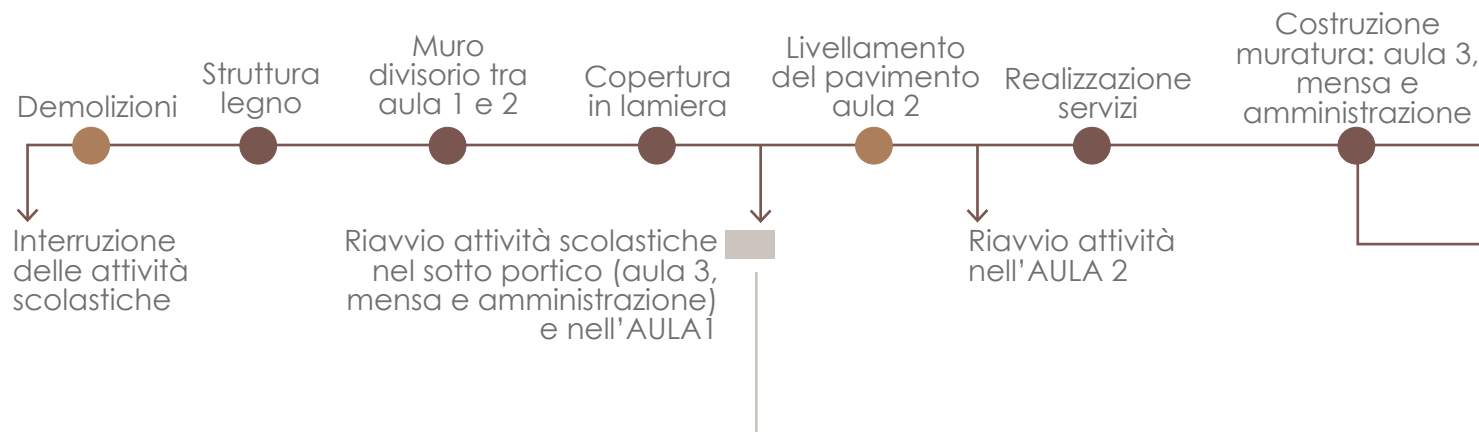 Demolizioni
Struttura
legno
Muro
divisorio tra
aula 1 e 2
Copertura
in lamiera
Livellamento
del pavimento
aula 2
Realizzazione
servizi
Costruzione
muratura: aula 3,
mensa e
amministrazione
Interruzione
delle attività
scolastiche
Riavvio attività scolastiche
nel sotto portico (aula 3,
mensa e amministrazione)
e nell'AULA1
Riavvio attività
nell'AULA 2